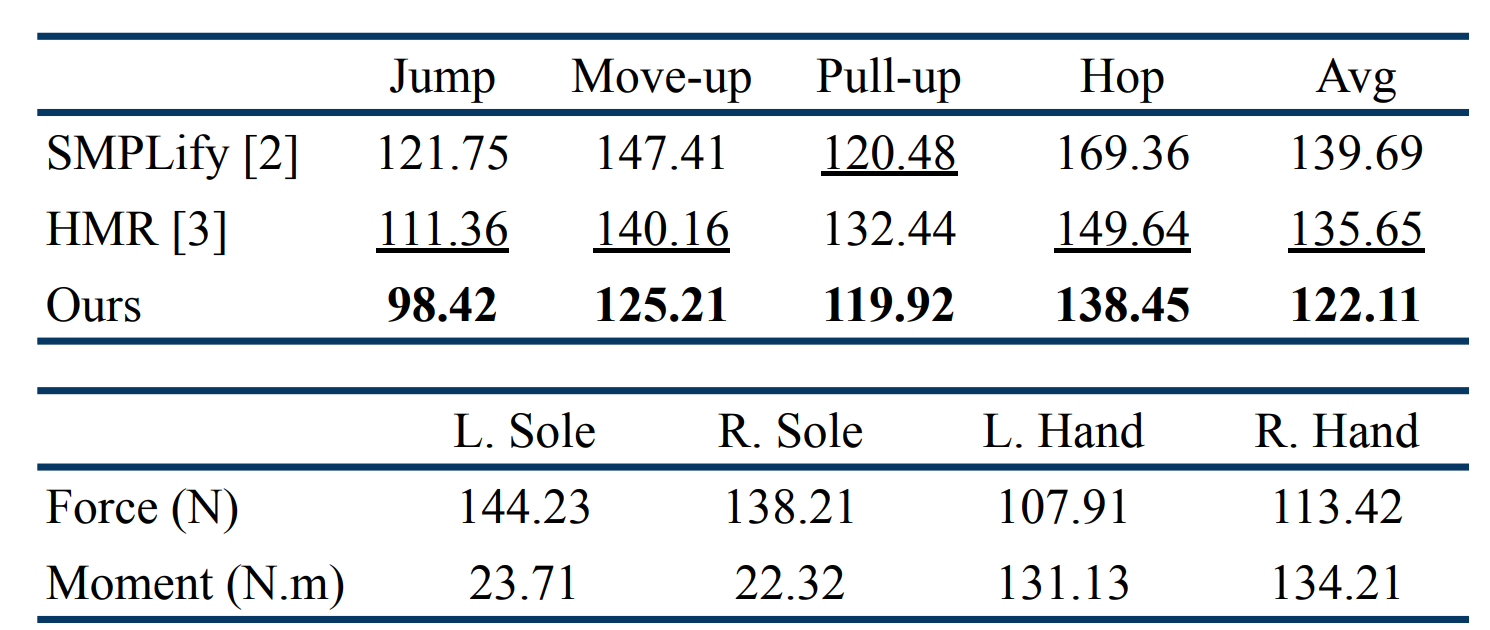 Jump Move-up Pull-up Hop Avg
SMPLify [2] 121.75 147.41 120.48 169.36 139.69
HMR [3] 111.36 140.16 132.44 149.64 135.65
Ours 98.42 125.21 119.92 138.45 122.11
L. Sole R. Sole L. Hand R. Hand
Force (N) 144.23 138.21 107.91 113.42
Moment (N.m) 23.71 22.32 131.13 134.21